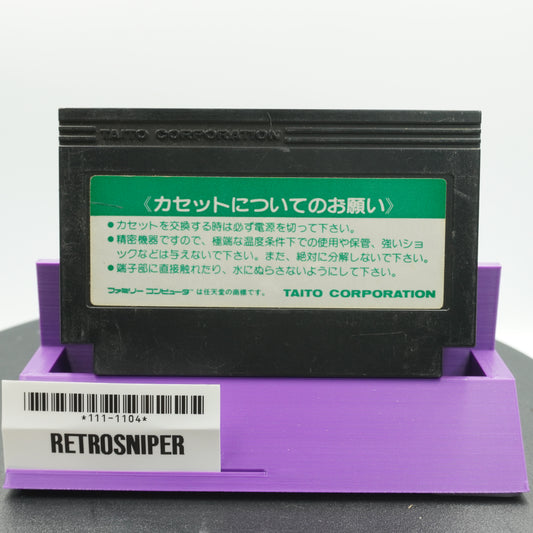 TAITO CORPORATION
《カセットについてのお願い》
●カセットを交換する時は必ず電源を切って下さい。
●精密機器ですので、極端な温度条件下での使用や保管、強いショ
ックなどは与えないで下さい。また、絶対に分解しないで下さい。
●端子部に直接触れたり、水にぬらさないようにして下さい。
ファミリー コンピュータ™は任天堂の商標です。 TAITO CORPORATION
*111-1104*
RETROSNIPER